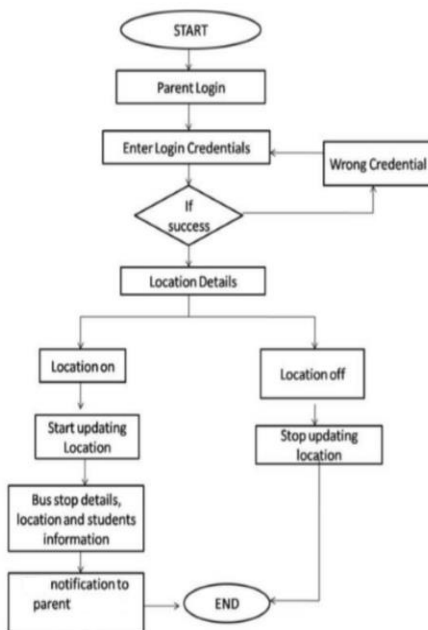 START
Parent Login
Enter Login Credentials
Wrong Credential
If
success
Location Details
Location on
Location off
Start updating
Location
Stop updating
location
Bus stop details,
location and students
information
notification to
parent
END